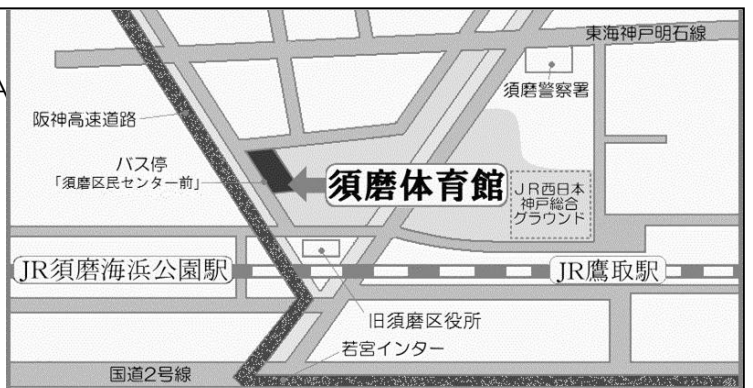 東海神戸明石線
須磨警察署
阪神高速道路
バス停
「須磨区民センター前」
須磨体育館
JR西日本
神戸総合
グラウンド
JR須磨海浜公園駅
JR鷹取駅
旧須磨区役所
若宮インター
国道2号線